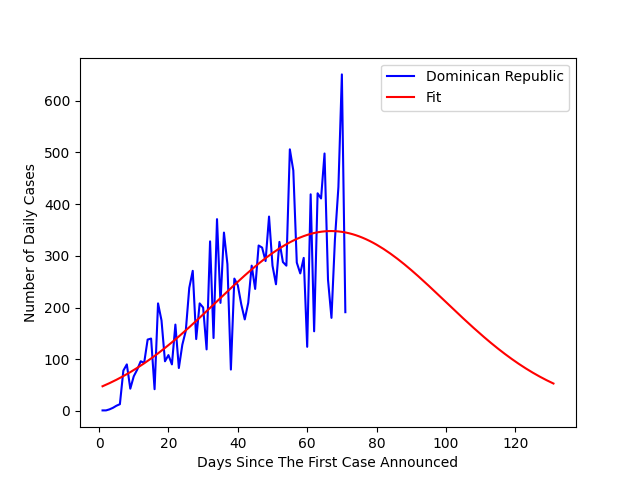 Dominican Republic
Fit
600
500
400
300
200
100
0
Number of Daily Cases
0 20 40 60 80 100 120
Days Since The First Case Announced